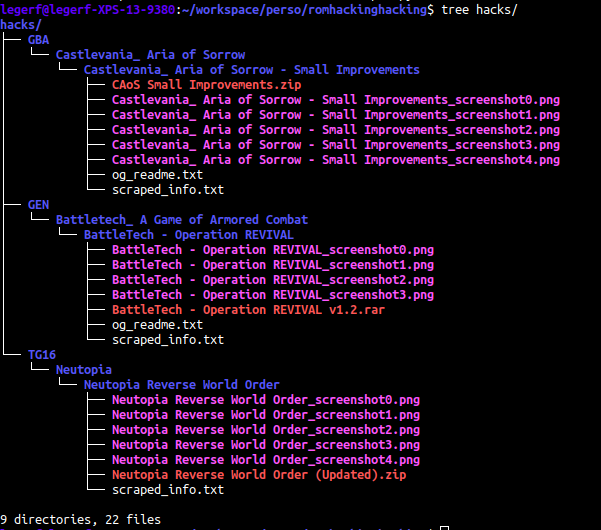 legerf@legerf-XPS-13-9380:~/workspace/perso/romhackinghacking$ tree hacks/
hacks/
├── GBA
│   └── Castlevania_ Aria of Sorrow
│       └── Castlevania_ Aria of Sorrow - Small Improvements
│           ├── CAoS Small Improvements.zip
│           ├── Castlevania_ Aria of Sorrow - Small Improvements_screenshot0.png
│           ├── Castlevania_ Aria of Sorrow - Small Improvements_screenshot1.png
│           ├── Castlevania_ Aria of Sorrow - Small Improvements_screenshot2.png
│           ├── Castlevania_ Aria of Sorrow - Small Improvements_screenshot3.png
│           ├── Castlevania_ Aria of Sorrow - Small Improvements_screenshot4.png
│           ├── og_readme.txt
│           └── scraped_info.txt
├── GEN
│   └── Battletech_ A Game of Armored Combat
│       └── BattleTech - Operation REVIVAL
│           ├── BattleTech - Operation REVIVAL_screenshot0.png
│           ├── BattleTech - Operation REVIVAL_screenshot1.png
│           ├── BattleTech - Operation REVIVAL_screenshot2.png
│           ├── BattleTech - Operation REVIVAL_screenshot3.png
│           ├── BattleTech - Operation REVIVAL v1.2.rar
│           ├── og_readme.txt
│           └── scraped_info.txt
└── TG16
    └── Neutopia
        └── Neutopia Reverse World Order
            ├── Neutopia Reverse World Order_screenshot0.png
            ├── Neutopia Reverse World Order_screenshot1.png
            ├── Neutopia Reverse World Order_screenshot2.png
            ├── Neutopia Reverse World Order_screenshot3.png
            ├── Neutopia Reverse World Order_screenshot4.png
            ├── Neutopia Reverse World Order (Updated).zip
            └── scraped_info.txt
9 directories, 22 files